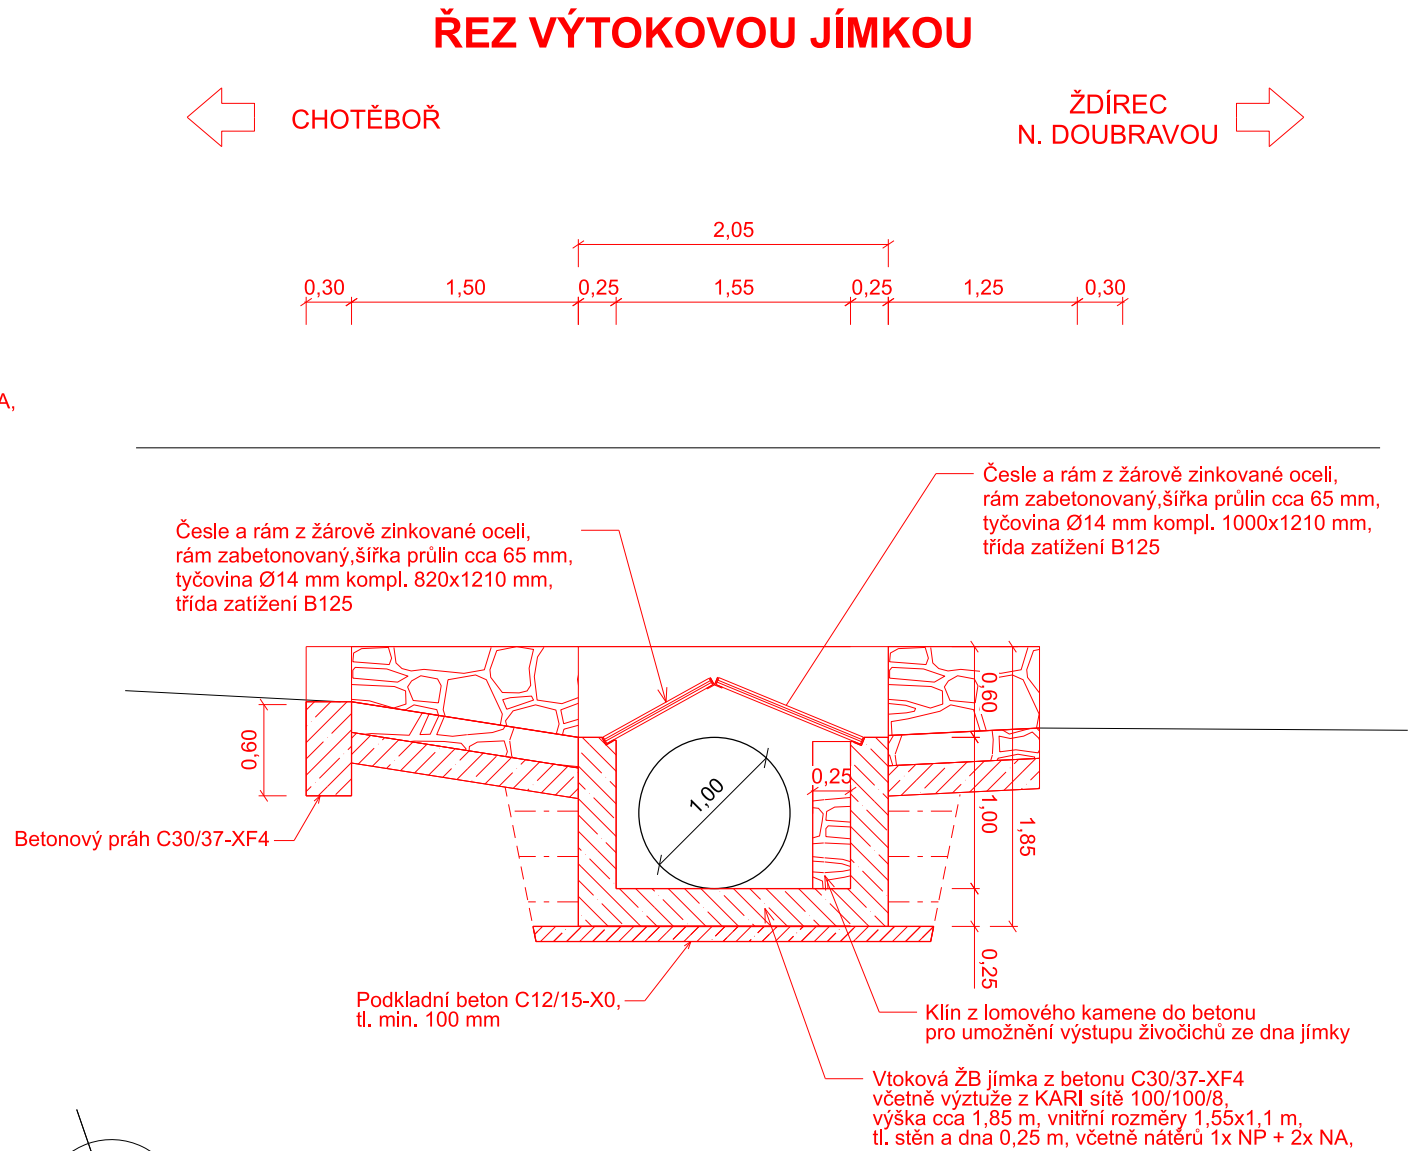 ŘEZ VÝTOKOVOU JÍMKOU
CHOTĚBOŘ
ŽDÍREC
N. DOUBRAVOU
2,05
0,30
1,50
0,25
1,55
0,25
1,25
0,30
A,
Česle a rám z žárově zinkované oceli,
rám zabetonovaný,šířka průlin cca 65 mm,
tyčovina Ø14 mm kompl. 1000x1210 mm,
třída zatížení B125
Česle a rám z žárově zinkované oceli,
rám zabetonovaný,šířka průlin cca 65 mm,
tyčovina Ø14 mm kompl. 820x1210 mm,
třída zatížení B125
0,60
0,60
1,00
0,25
1,00
1,85
Betonový práh C30/37-XF4
0,25
Podkladní beton C12/15-X0,
tl. min. 100 mm
Klín z lomového kamene do betonu
pro umožnění výstupu živočichů ze dna jímky
Vtoková ŽB jímka z betonu C30/37-XF4
včetně výztuže z KARI sítě 100/100/8,
výška cca 1,85 m, vnitřní rozměry 1,55x1,1 m,
tl. stěn a dna 0,25 m, včetně nátěrů 1x NP + 2x NA,